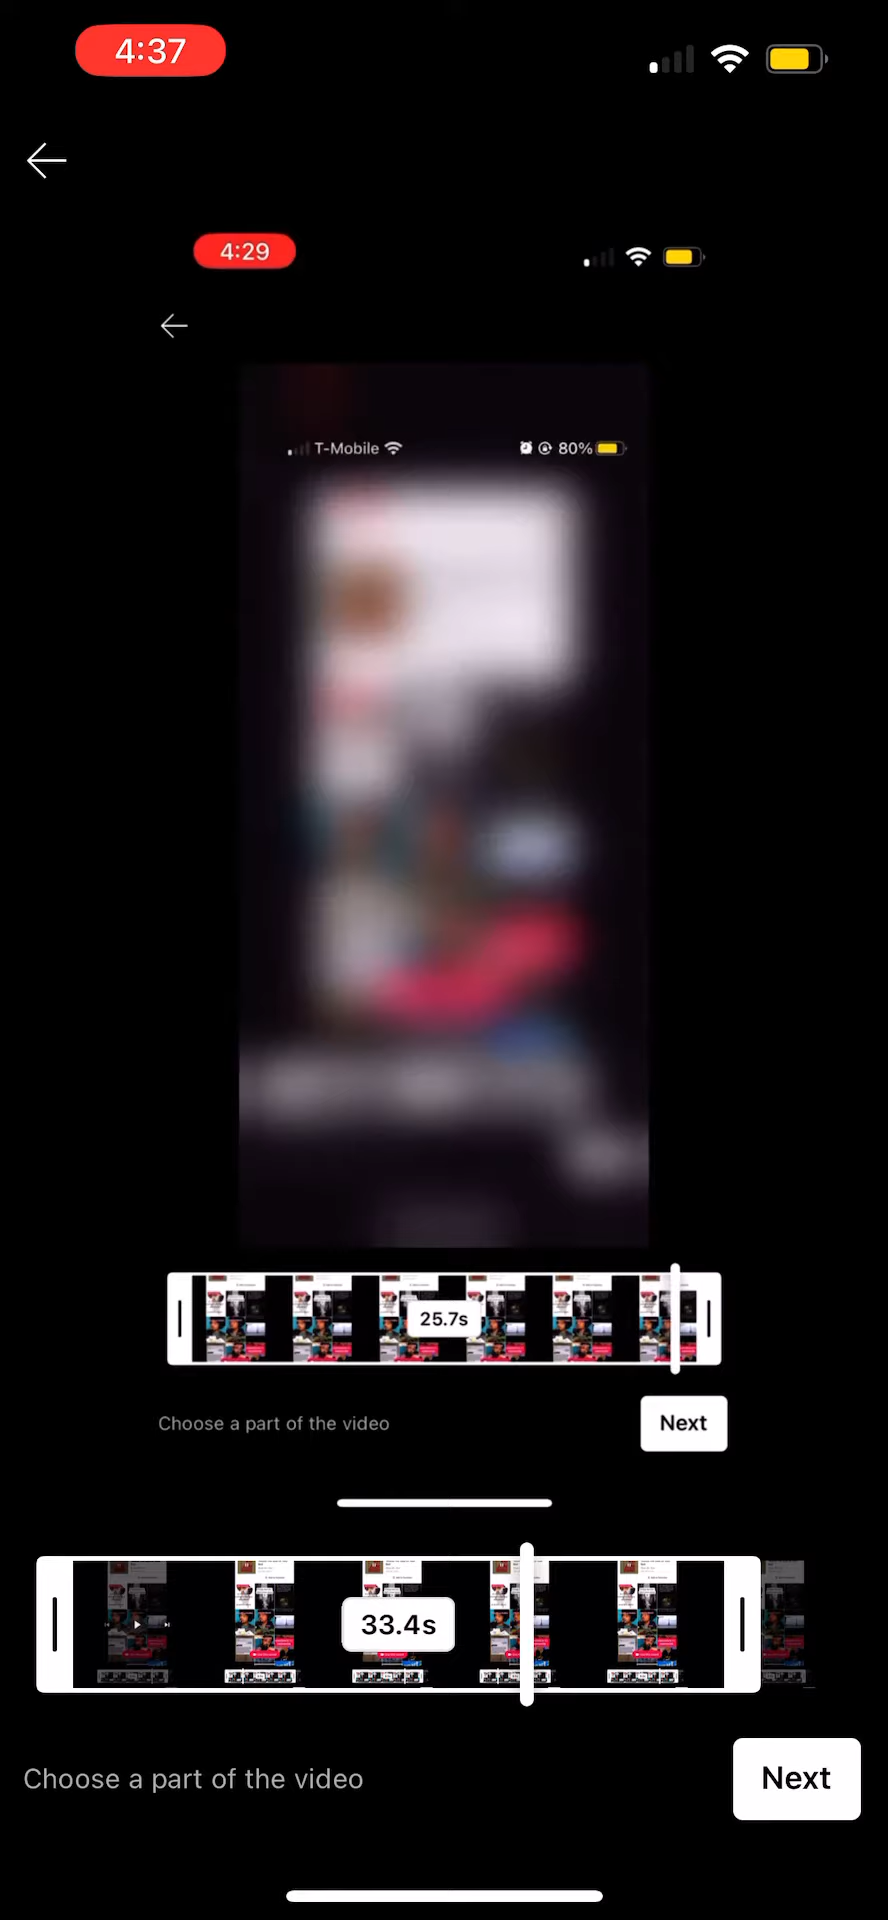 4:37
4:29
T-Mobile 80%
25.7s
Choose a part of the video Next
33.4s
Choose a part of the video Next